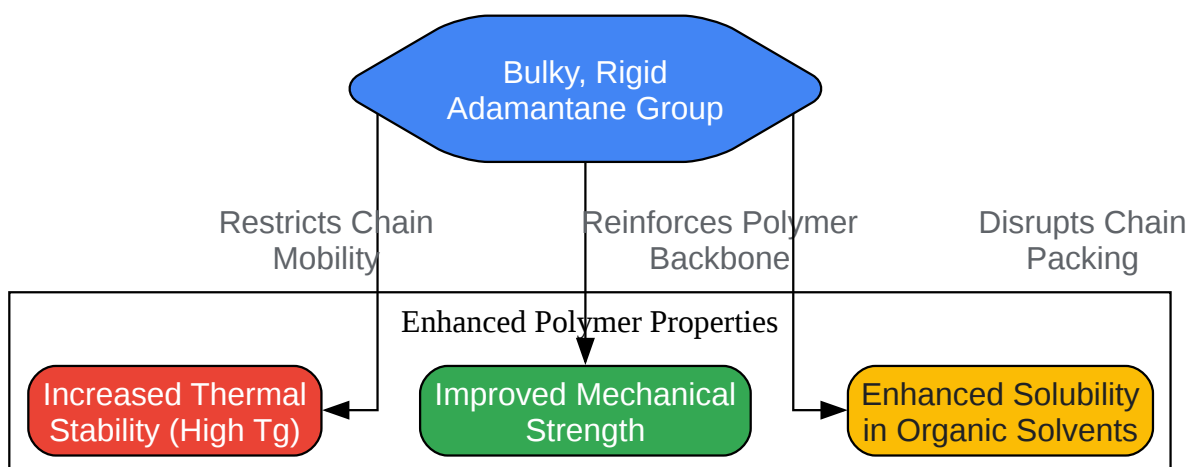 Bulky, Rigid
Adamantane Group
Restricts Chain
Mobility
Reinforces Polymer
Backbone
Disrupts Chain
Packing
Enhanced Polymer Properties
Increased Thermal
Stability (High Tg)
Improved Mechanical
Strength
Enhanced Solubility
in Organic Solvents